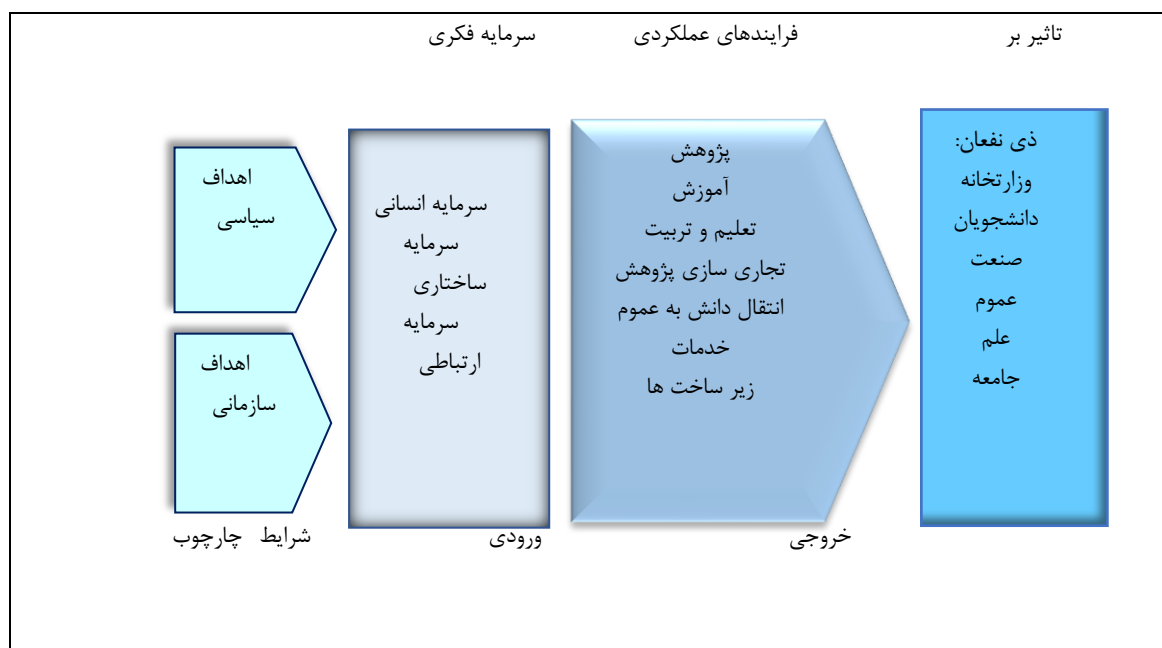 تاثیر بر
فرایندهای عملکردی
سرمایه فکری
ذی نفعان:
وزارتخانه
دانشجویان
صنعت
عموم
علم
جامعه
پژوهش
آموزش
تعلیم و تربیت
تجاری سازی پژوهش
انتقال دانش به عموم
خدمات
زیر ساخت ها
سرمایه انسانی
سرمایه
ساختاری
سرمایه
ارتباطی
اهداف
سیاسی
اهداف
سازمانی
خروجی
ورودی
شرایط چارچوب